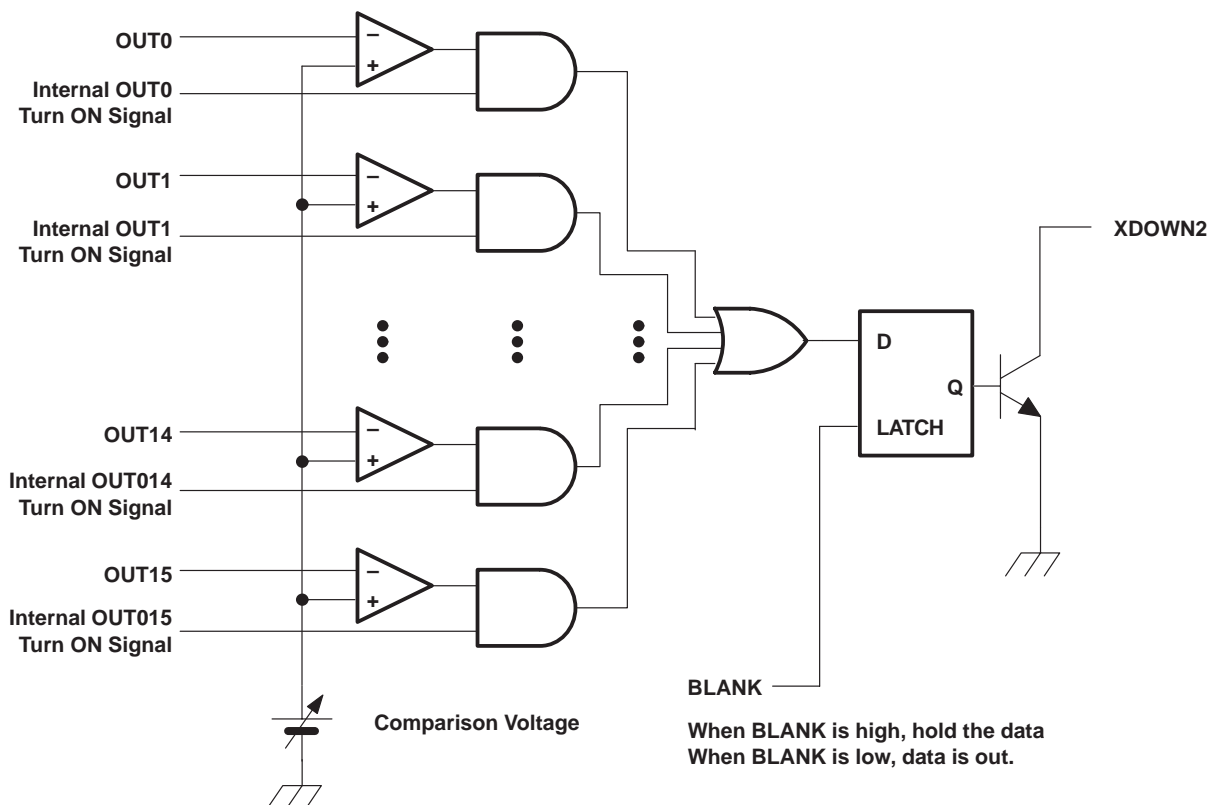 OUT0
−
+
Internal OUT0
Turn ON Signal
OUT1
−
+
Internal OUT1
Turn ON Signal
XDOWN2
D
Q
LATCH
OUT14
−
+
Internal OUT014
Turn ON Signal
OUT15
−
+
Internal OUT015
Turn ON Signal
BLANK
Comparison Voltage
When BLANK is high, hold the data
When BLANK is low, data is out.